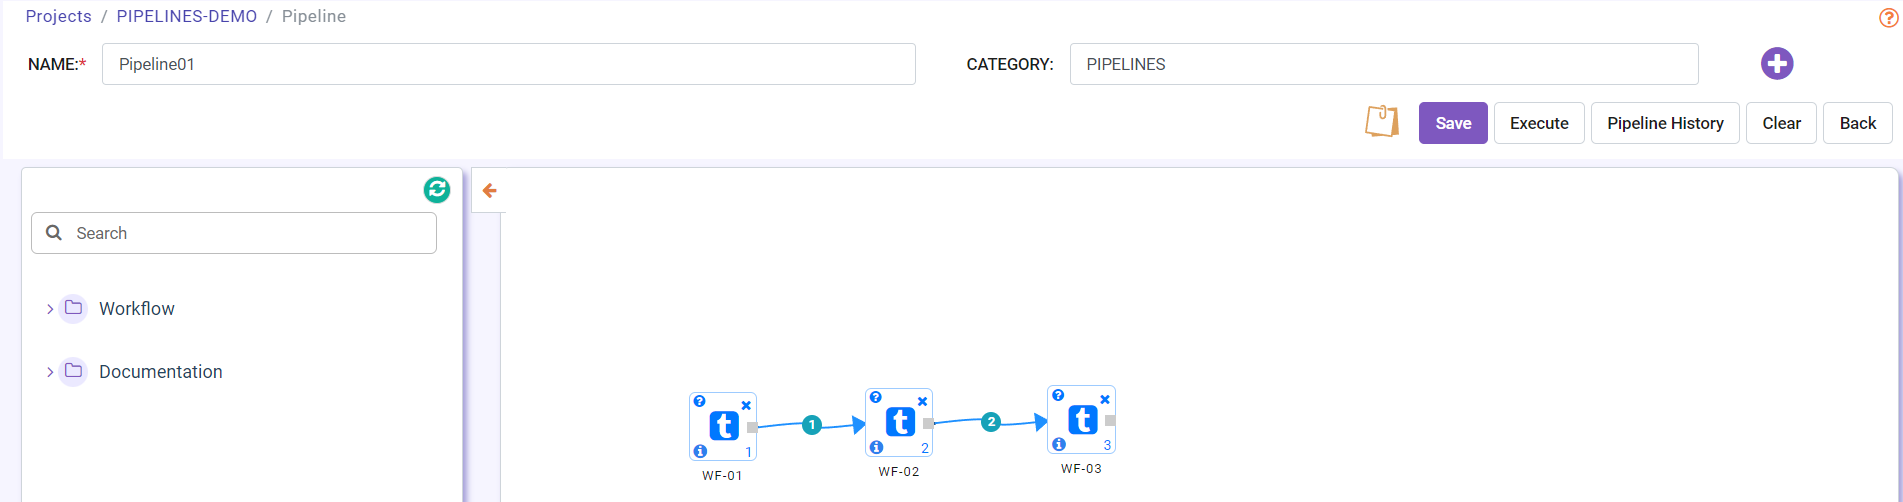 Projects / PIPELINES-DEMO / Pipeline
NAME:* Pipeline01 CATEGORY: PIPELINES
Save Execute Pipeline History Clear Back
Search
Workflow
Documentation
t 1 1 t 2 2 t 3
WF-01 WF-02 WF-03